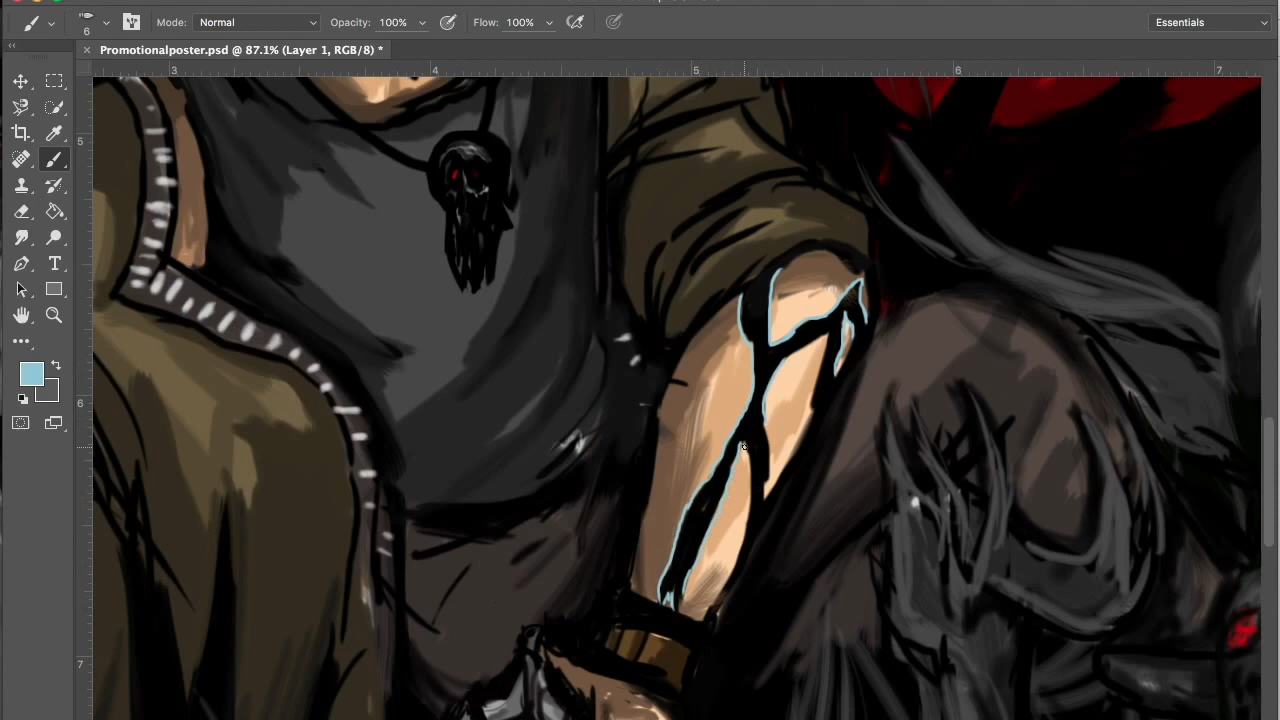 6
Mode: Normal
Opacity: 100%
Flow: 100%
Essentials
Promotionalposter.psd @ 87.1% (Layer 1, RGB/8) *
3 4 5 6 7
5
6
7
T